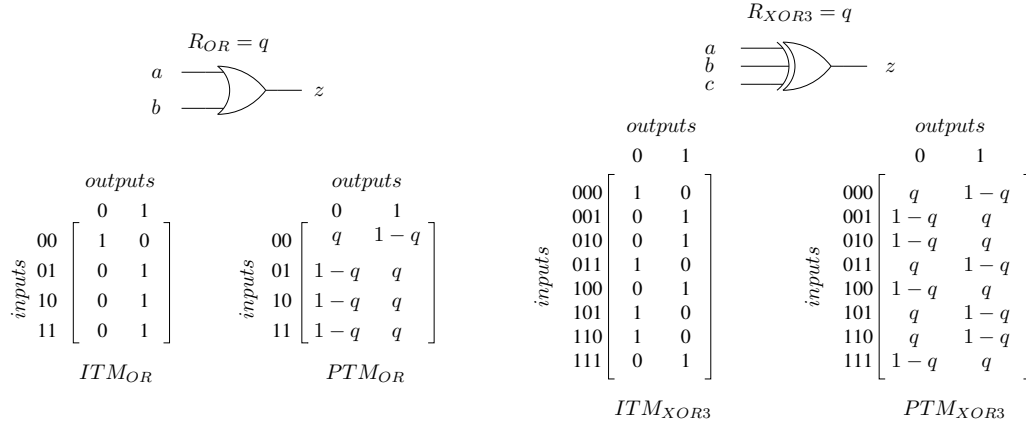 R_{OR} = q
a
b
z
outputs
0 1
inputs
00 1 0
01 0 1
10 0 1
11 0 1
ITM_{OR}
outputs
0 1
inputs
00 q 1 − q
01 1 − q q
10 1 − q q
11 1 − q q
PTM_{OR}
R_{XOR3} = q
a
b
c
z
outputs
0 1
inputs
000 1 0
001 0 1
010 0 1
011 1 0
100 0 1
101 1 0
110 1 0
111 0 1
ITM_{XOR3}
outputs
0 1
inputs
000 q 1 − q
001 1 − q q
010 1 − q q
011 q 1 − q
100 1 − q q
101 q 1 − q
110 q 1 − q
111 1 − q q
PTM_{XOR3}